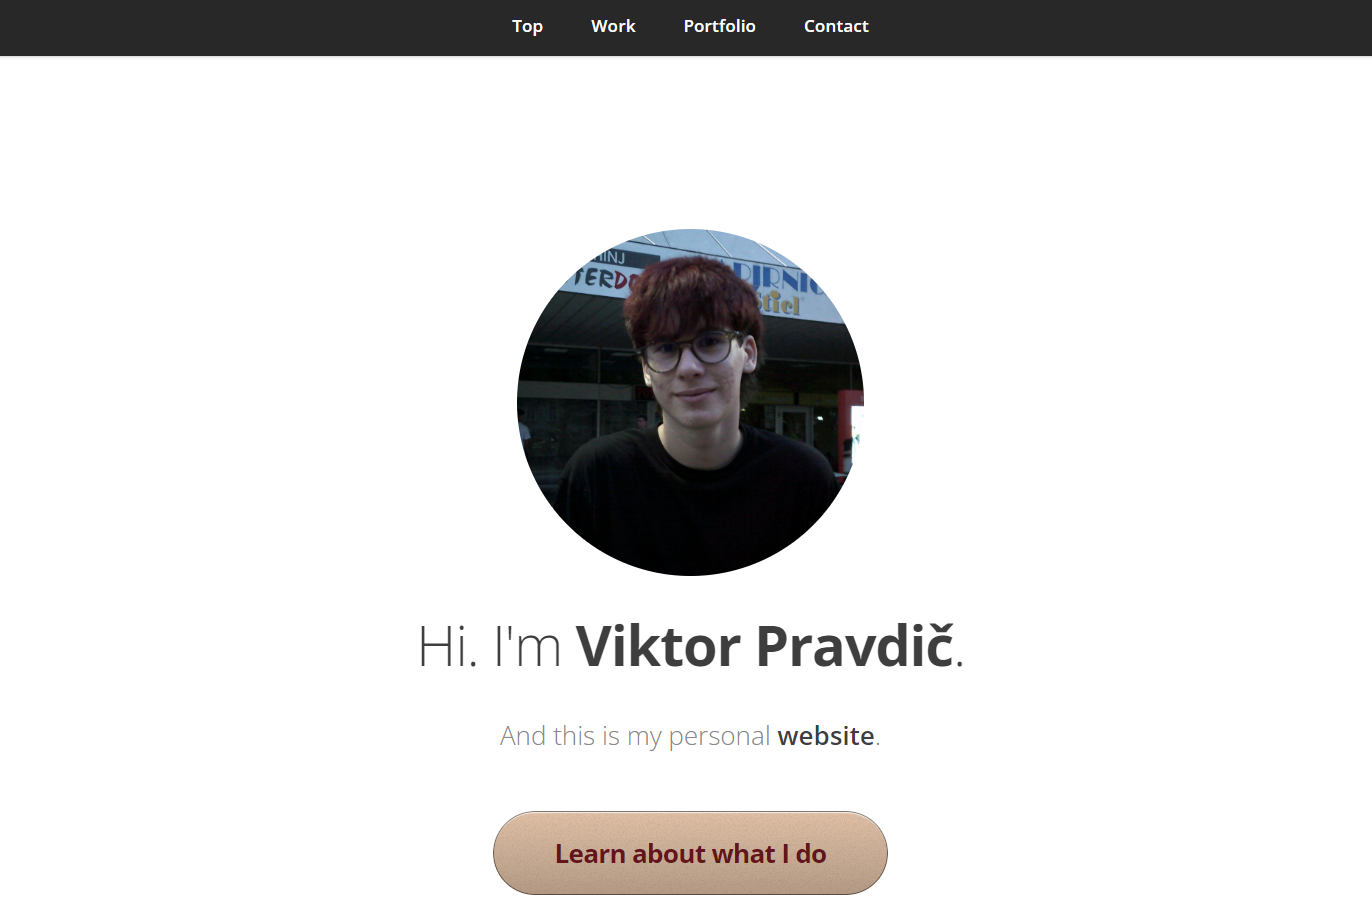 Top Work Portfolio Contact
Hi. I'm Viktor Pravdič.
And this is my personal website.
Learn about what I do